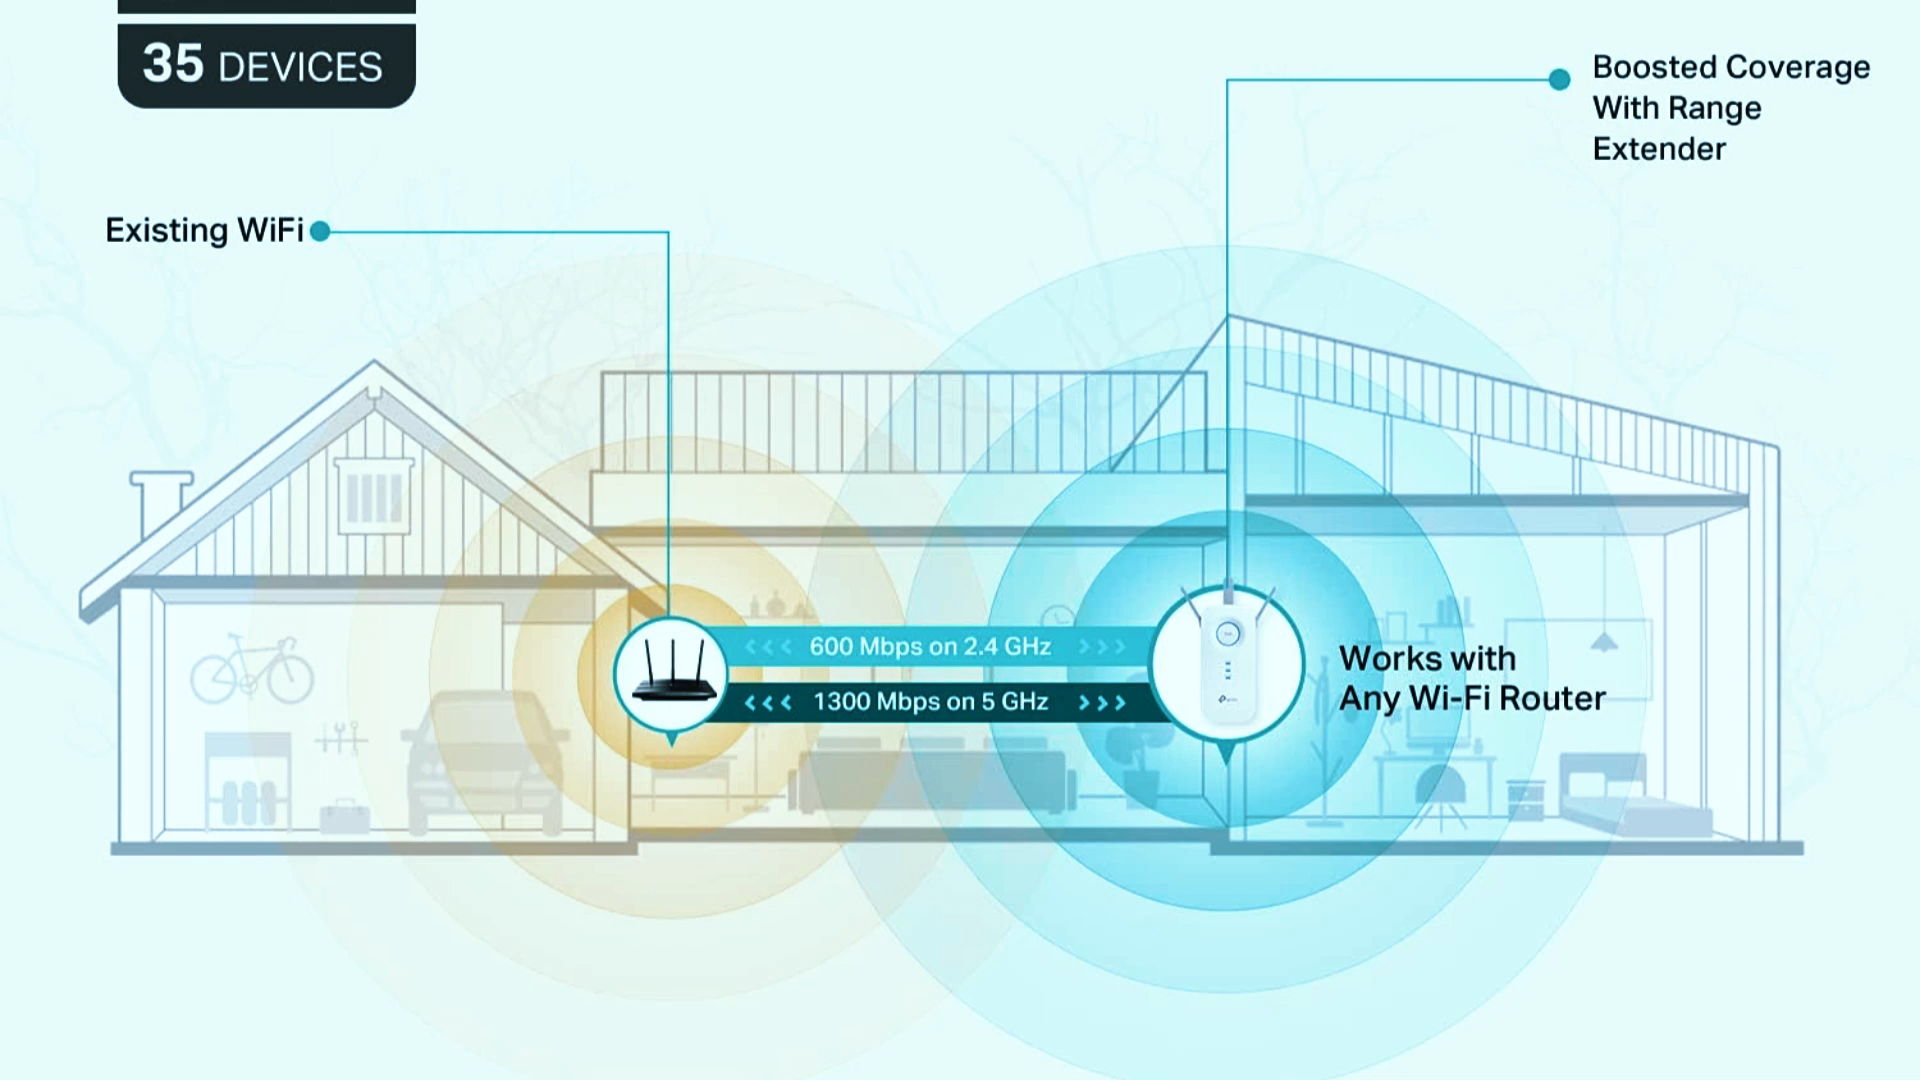 35 DEVICES
Boosted Coverage
With Range
Extender
Existing WiFi
600 Mbps on 2.4 GHz
1300 Mbps on 5 GHz
Works with
Any Wi-Fi Router